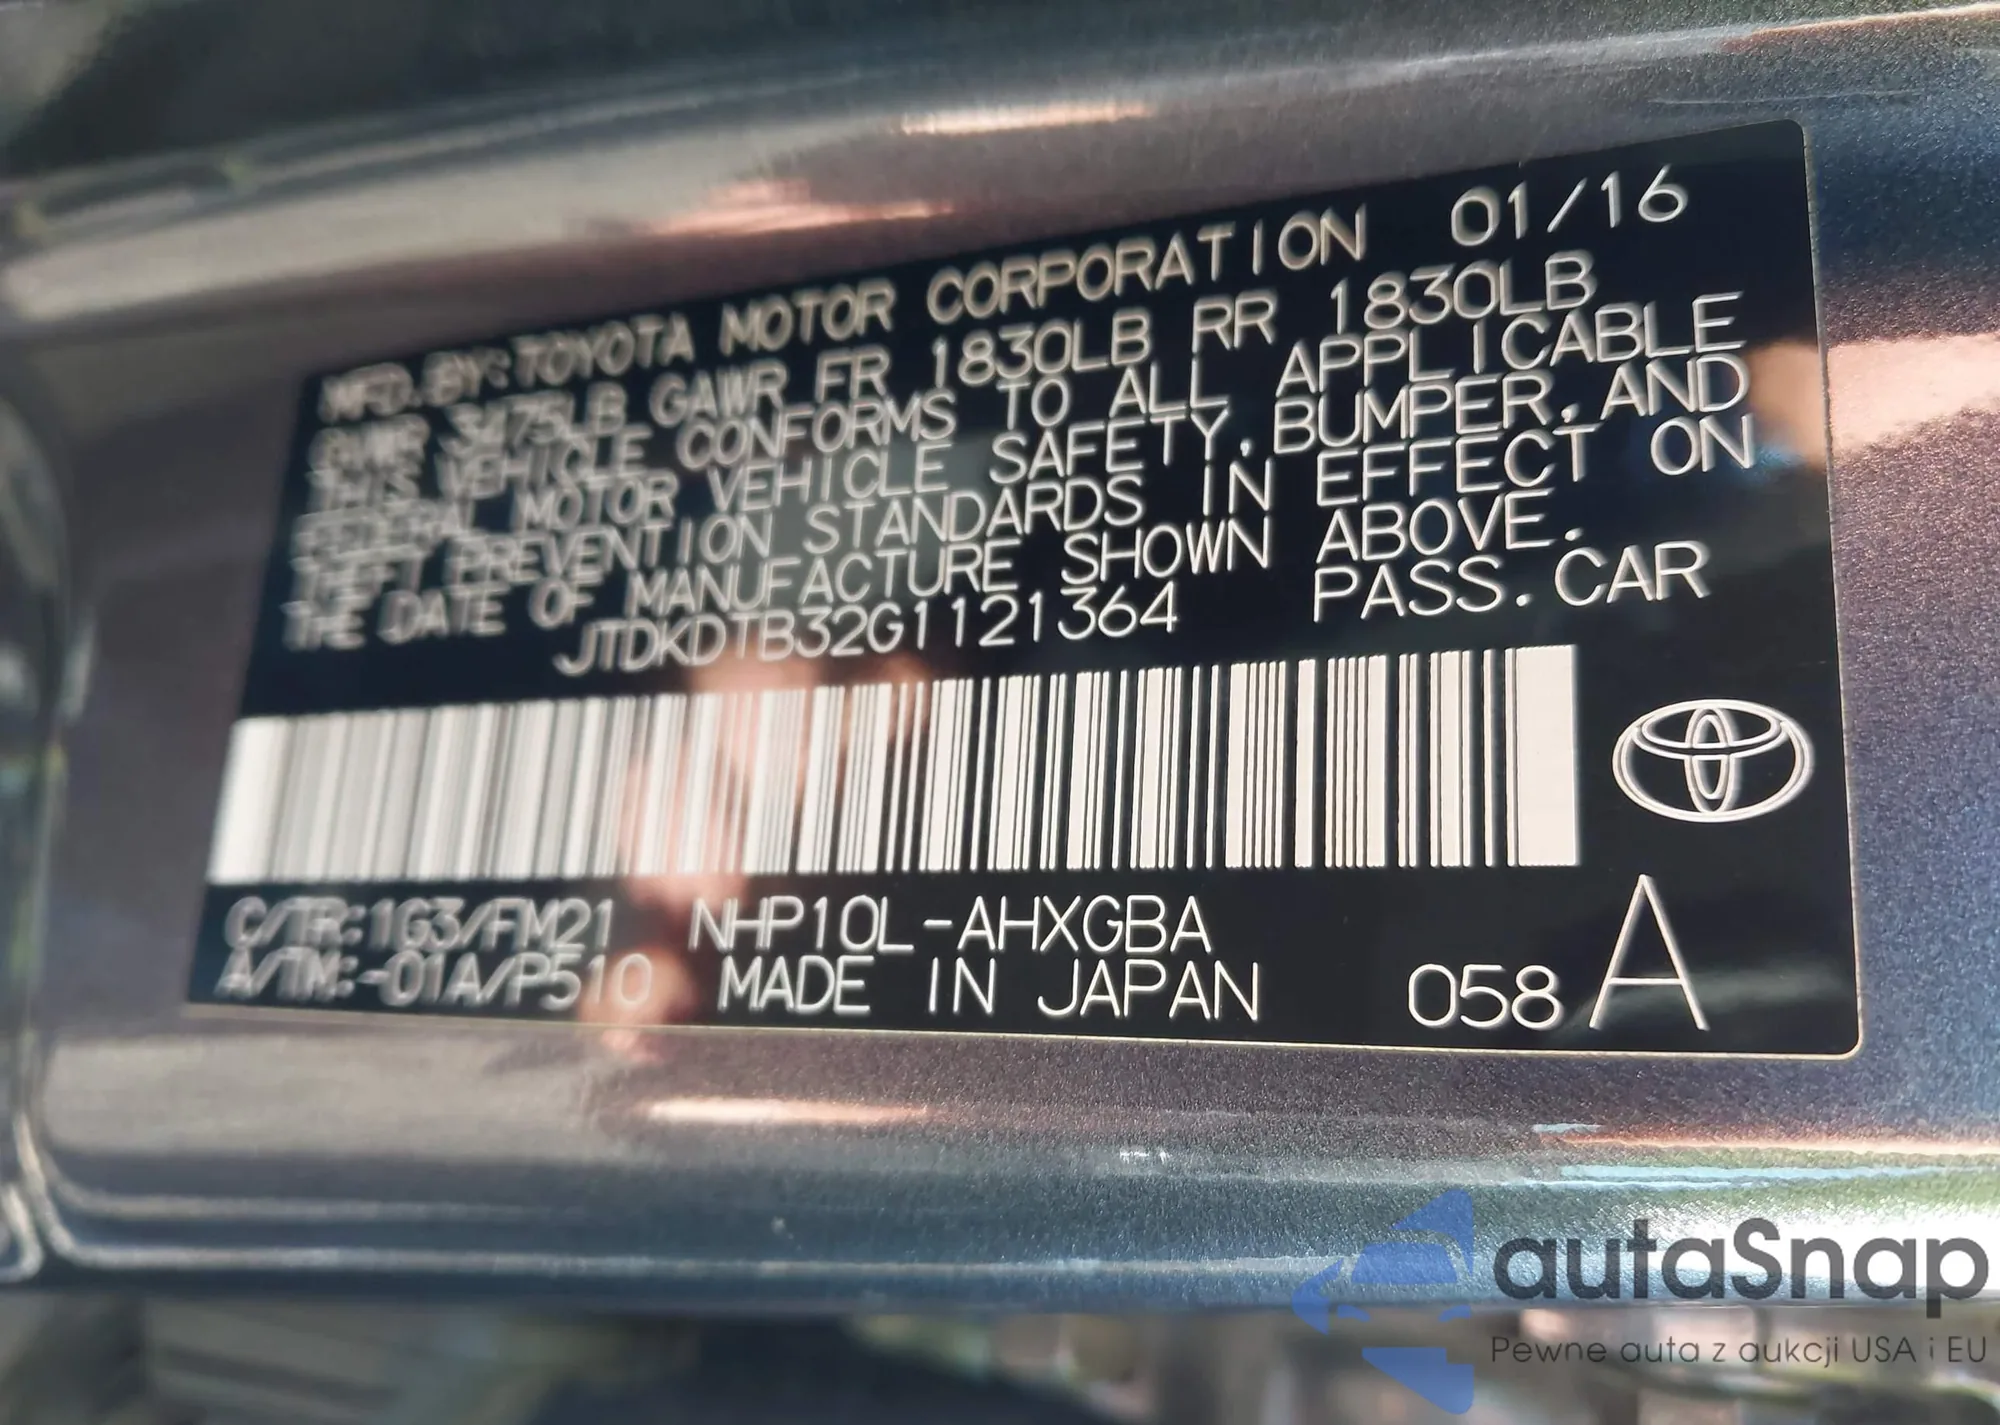 MFD.BY:TOYOTA MOTOR CORPORATION 01/16
GVWR 3475LB GAWR FR 1830LB RR 1830LB
THIS VEHICLE CONFORMS TO ALL APPLICABLE
FEDERAL MOTOR VEHICLE SAFETY,BUMPER,AND
THEFT PREVENTION STANDARDS IN EFFECT ON
THE DATE OF MANUFACTURE SHOWN ABOVE.
JTDKDTB32G1121364 PASS.CAR
C/TR:1G3/FM21 NHP10L-AHXGBA
A/TM:-01A/P510 MADE IN JAPAN 058 A
autaSnap
Pewne auta z aukcji USA i EU